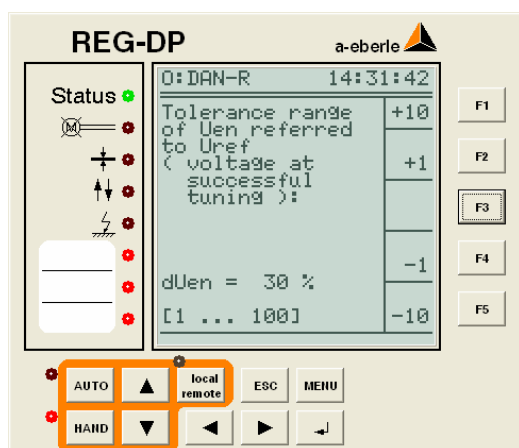 REG-DP
a-eberle
Status
M
O:DAN-R 14:31:42
Tolerance range
of Uen referred
to Uref
( voltage at
successful
tuning ):
dUen = 30 %
[1 ... 100]
+10
+1
-1
-10
F1
F2
F3
F4
F5
AUTO
local
remote
ESC
MENU
HAND